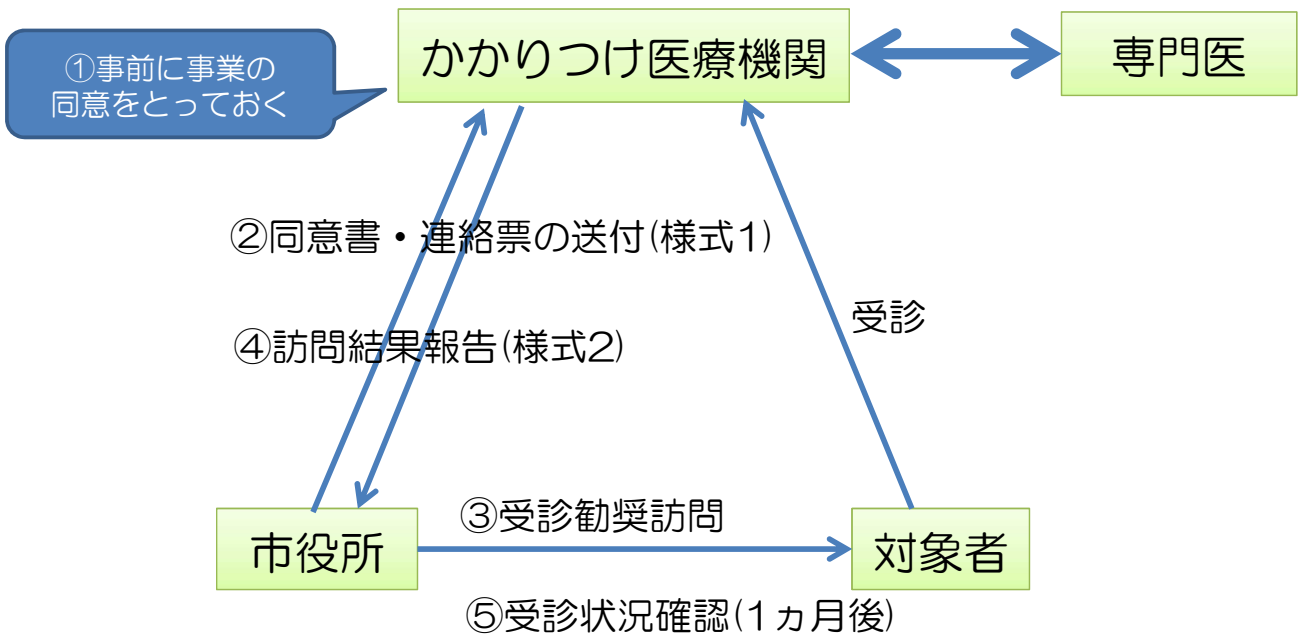 かかりつけ医療機関
専門医
①事前に事業の
同意をとっておく
②同意書・連絡票の送付(様式1)
④訪問結果報告(様式2)
受診
市役所
③受診勧奨訪問
対象者
⑤受診状況確認(1ヵ月後)